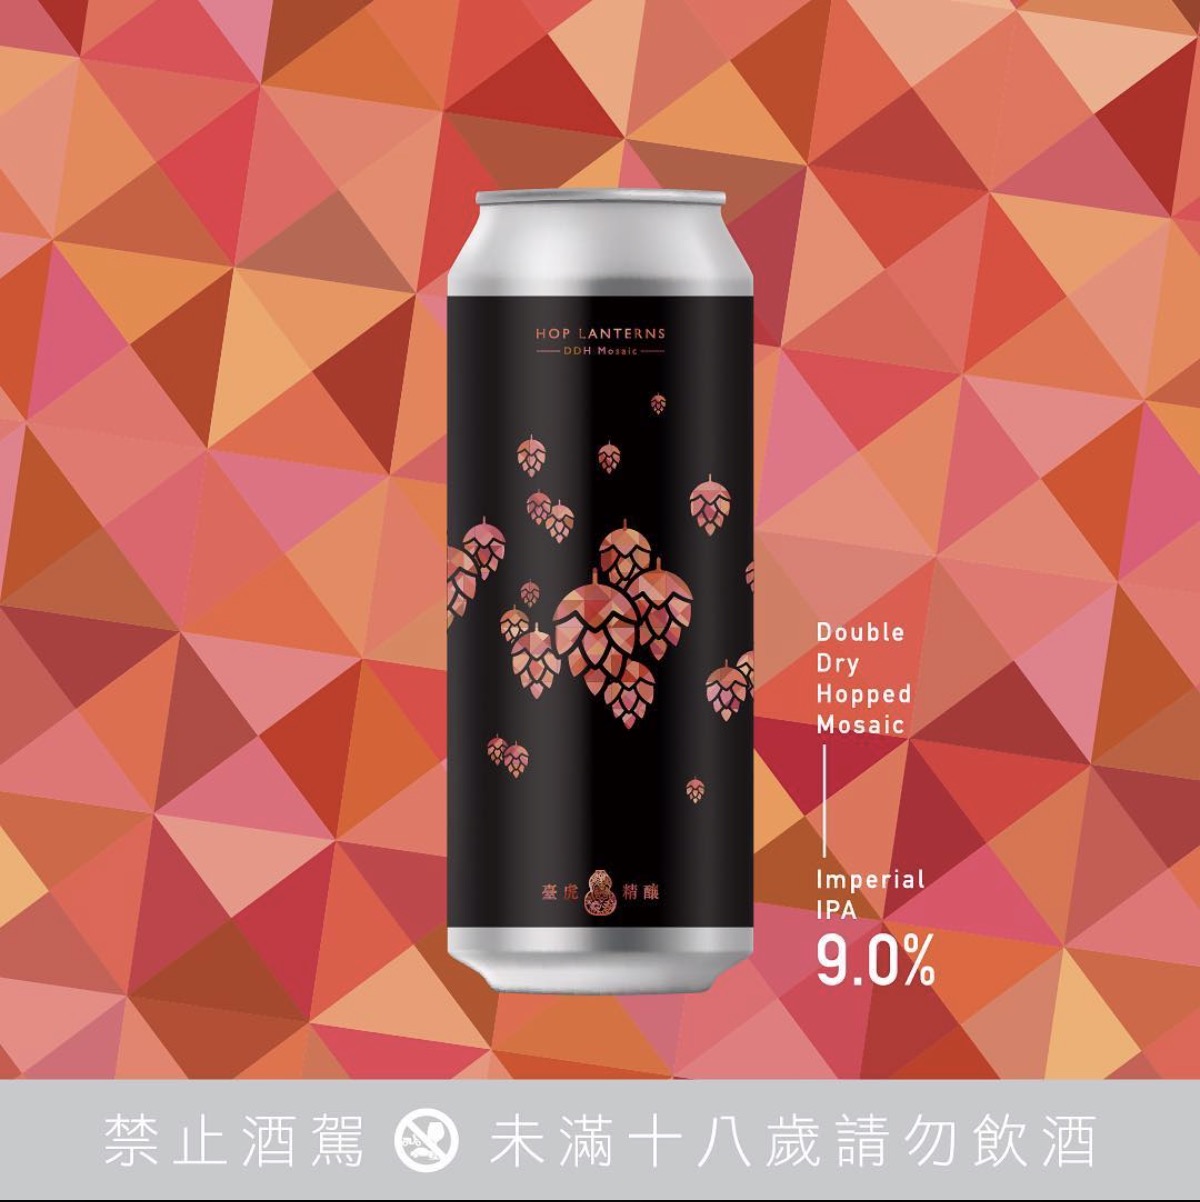 HOP LANTERNS
DDH Mosaic
臺虎 精釀
Double
Dry
Hopped
Mosaic
Imperial
IPA
9.0%
禁止酒駕 未滿十八歲請勿飲酒